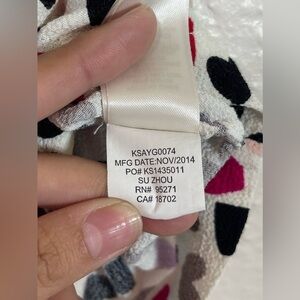 KSAYG0074
MFG DATE:NOV/2014
PO# KS1435011
SU ZHOU
RN# 95271
CA# 18702